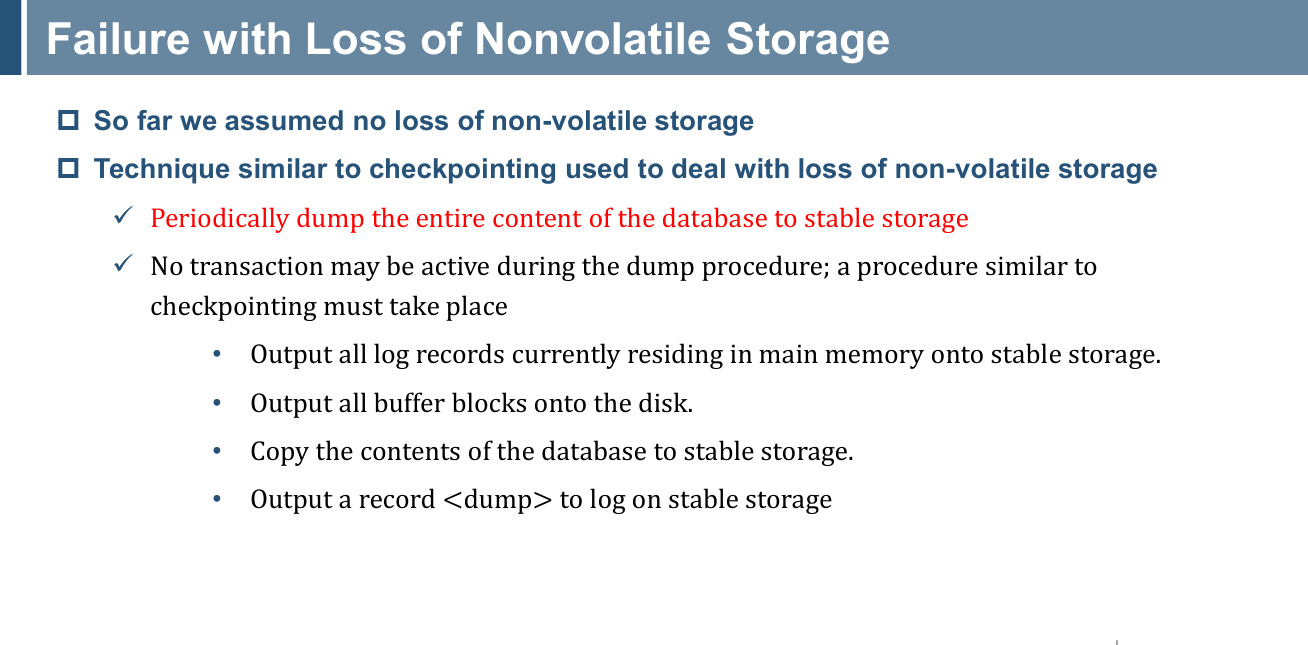 Failure with Loss of Nonvolatile Storage
So far we assumed no loss of non-volatile storage
Technique similar to checkpointing used to deal with loss of non-volatile storage
✓ Periodically dump the entire content of the database to stable storage
✓ No transaction may be active during the dump procedure; a procedure similar to
checkpointing must take place
• Output all log records currently residing in main memory onto stable storage.
• Output all buffer blocks onto the disk.
• Copy the contents of the database to stable storage.
• Output a record <dump> to log on stable storage